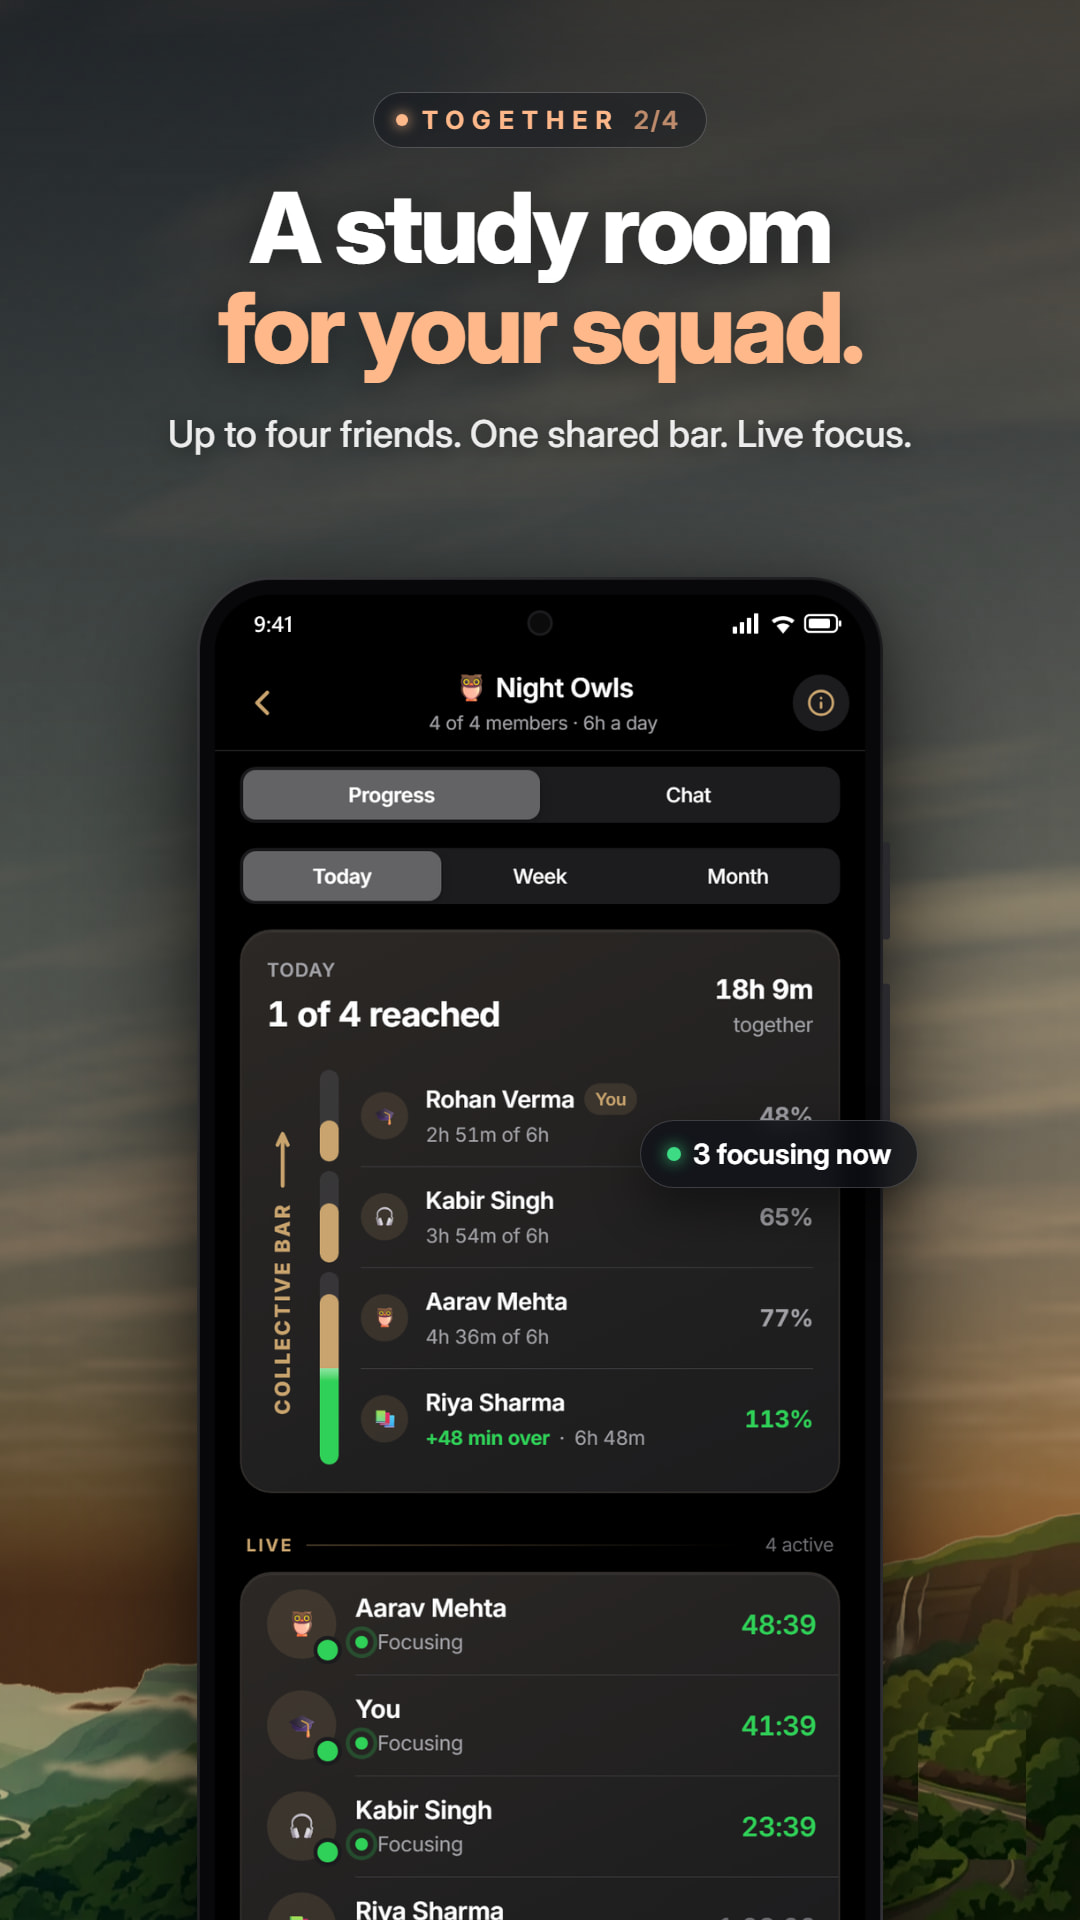 TOGETHER 2/4
A study room
for your squad.
Up to four friends. One shared bar. Live focus.
9:41
Night Owls
4 of 4 members · 6h a day
Progress
Chat
Today
Week
Month
TODAY
1 of 4 reached
18h 9m
together
COLLECTIVE BAR
Rohan Verma You
2h 51m of 6h
48%
3 focusing now
Kabir Singh
3h 54m of 6h
65%
Aarav Mehta
4h 36m of 6h
77%
Riya Sharma
+48 min over · 6h 48m
113%
LIVE
4 active
Aarav Mehta
Focusing
48:39
You
Focusing
41:39
Kabir Singh
Focusing
23:39
Riya Sharma